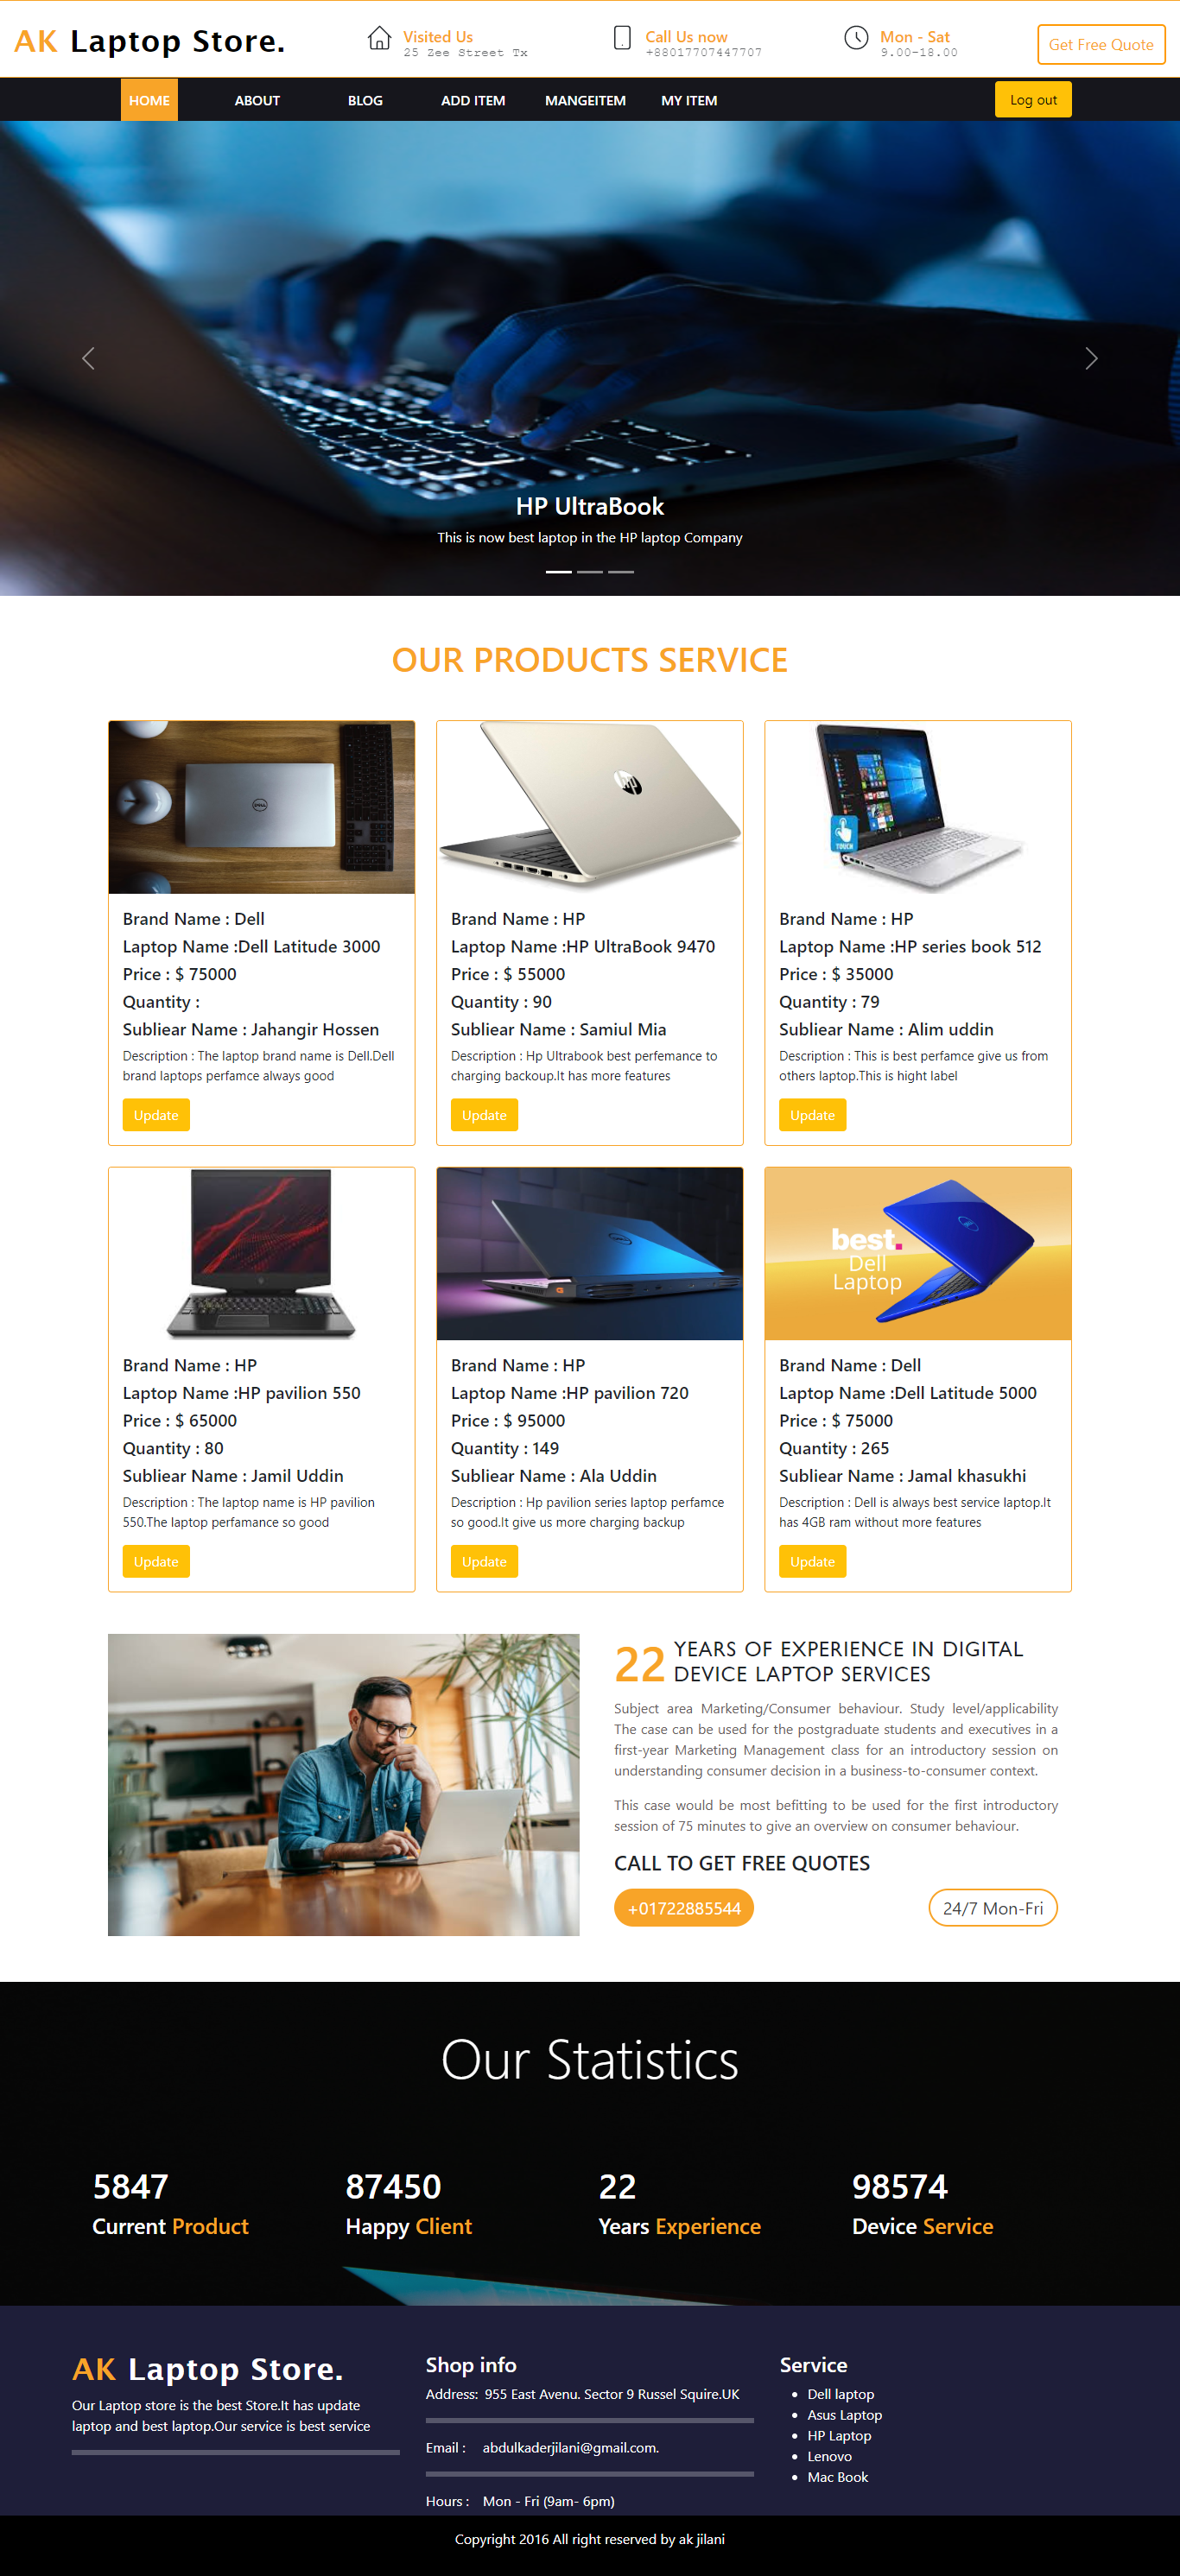 AK Laptop Store.
Visited Us
25 Zee Street Tx
Call Us now
+88017707447707
Mon - Sat
9.00-18.00
Get Free Quote
HOME ABOUT BLOG ADD ITEM MANGEITEM MY ITEM Log out
HP UltraBook
This is now best laptop in the HP laptop Company
OUR PRODUCTS SERVICE
Brand Name : Dell
Laptop Name :Dell Latitude 3000
Price : $ 75000
Quantity :
Subliear Name : Jahangir Hossen
Description : The laptop brand name is Dell.Dell
brand laptops perfamce always good
Update
hp
Brand Name : HP
Laptop Name :HP UltraBook 9470
Price : $ 55000
Quantity : 90
Subliear Name : Samiul Mia
Description : Hp Ultrabook best perfemance to
charging backoup.It has more features
Update
TOUCH
Brand Name : HP
Laptop Name :HP series book 512
Price : $ 35000
Quantity : 79
Subliear Name : Alim uddin
Description : This is best perfamce give us from
others laptop.This is hight label
Update
Brand Name : HP
Laptop Name :HP pavilion 550
Price : $ 65000
Quantity : 80
Subliear Name : Jamil Uddin
Description : The laptop name is HP pavilion
550.The laptop perfamance so good
Update
Brand Name : HP
Laptop Name :HP pavilion 720
Price : $ 95000
Quantity : 149
Subliear Name : Ala Uddin
Description : Hp pavilion series laptop perfamce
so good.It give us more charging backup
Update
best.
Dell
Laptop
Brand Name : Dell
Laptop Name :Dell Latitude 5000
Price : $ 75000
Quantity : 265
Subliear Name : Jamal khasukhi
Description : Dell is always best service laptop.It
has 4GB ram without more features
Update
22 YEARS OF EXPERIENCE IN DIGITAL
DEVICE LAPTOP SERVICES
Subject area Marketing/Consumer behaviour. Study level/applicability
The case can be used for the postgraduate students and executives in a
first-year Marketing Management class for an introductory session on
understanding consumer decision in a business-to-consumer context.
This case would be most befitting to be used for the first introductory
session of 75 minutes to give an overview on consumer behaviour.
CALL TO GET FREE QUOTES
+01722885544
24/7 Mon-Fri
Our Statistics
5847
Current Product
87450
Happy Client
22
Years Experience
98574
Device Service
AK Laptop Store.
Our Laptop store is the best Store.It has update
laptop and best laptop.Our service is best service
Shop info
Address: 955 East Avenu. Sector 9 Russel Squire.UK
Email : abdulkaderjilani@gmail.com.
Hours : Mon - Fri (9am- 6pm)
Service
Dell laptop
Asus Laptop
HP Laptop
Lenovo
Mac Book
Copyright 2016 All right reserved by ak jilani